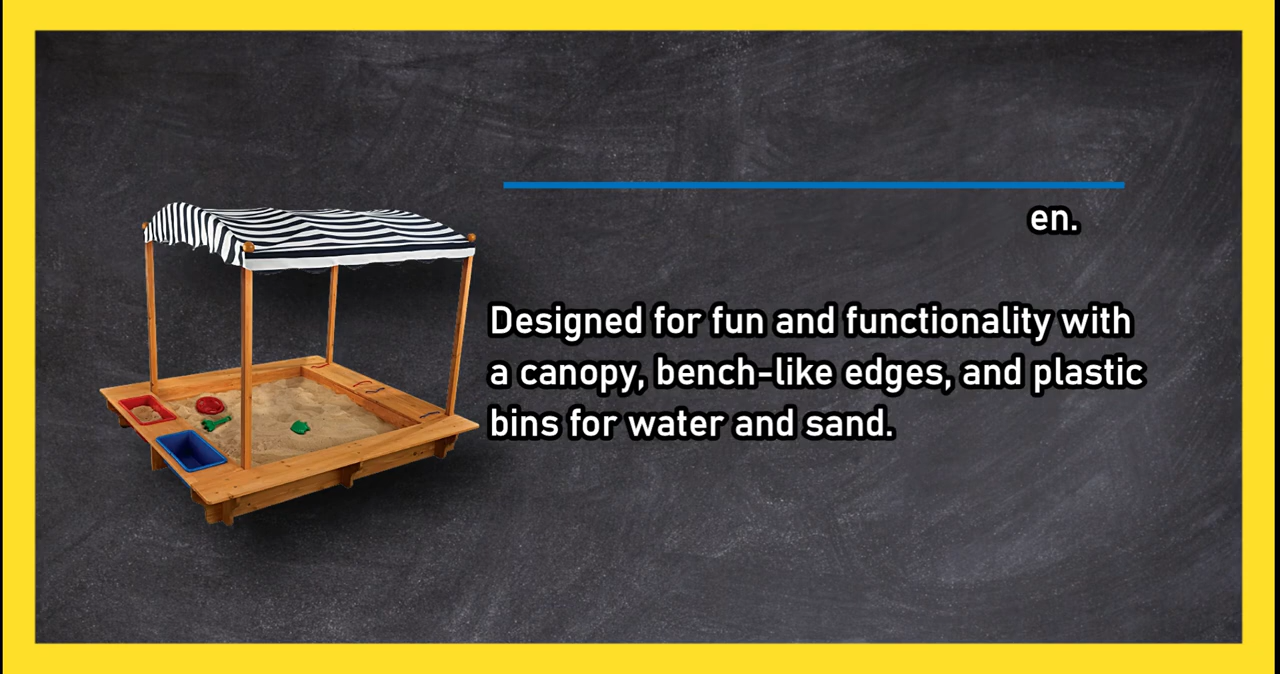 en.
Designed for fun and functionality with
a canopy, bench-like edges, and plastic
bins for water and sand.